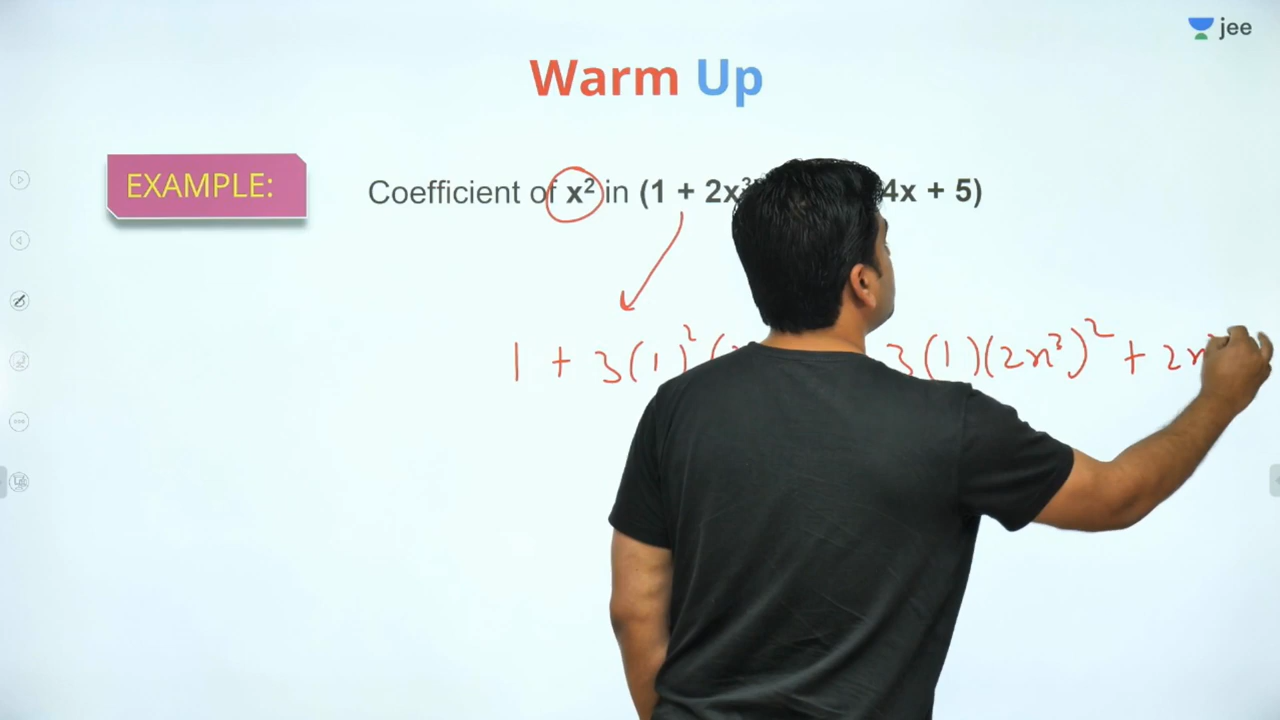 jee
Warm Up
EXAMPLE:
Coefficient of x² in (1 + 2x³ 4x + 5)
1 + 3(1)² ( 3(1)(2x³)² + 2x